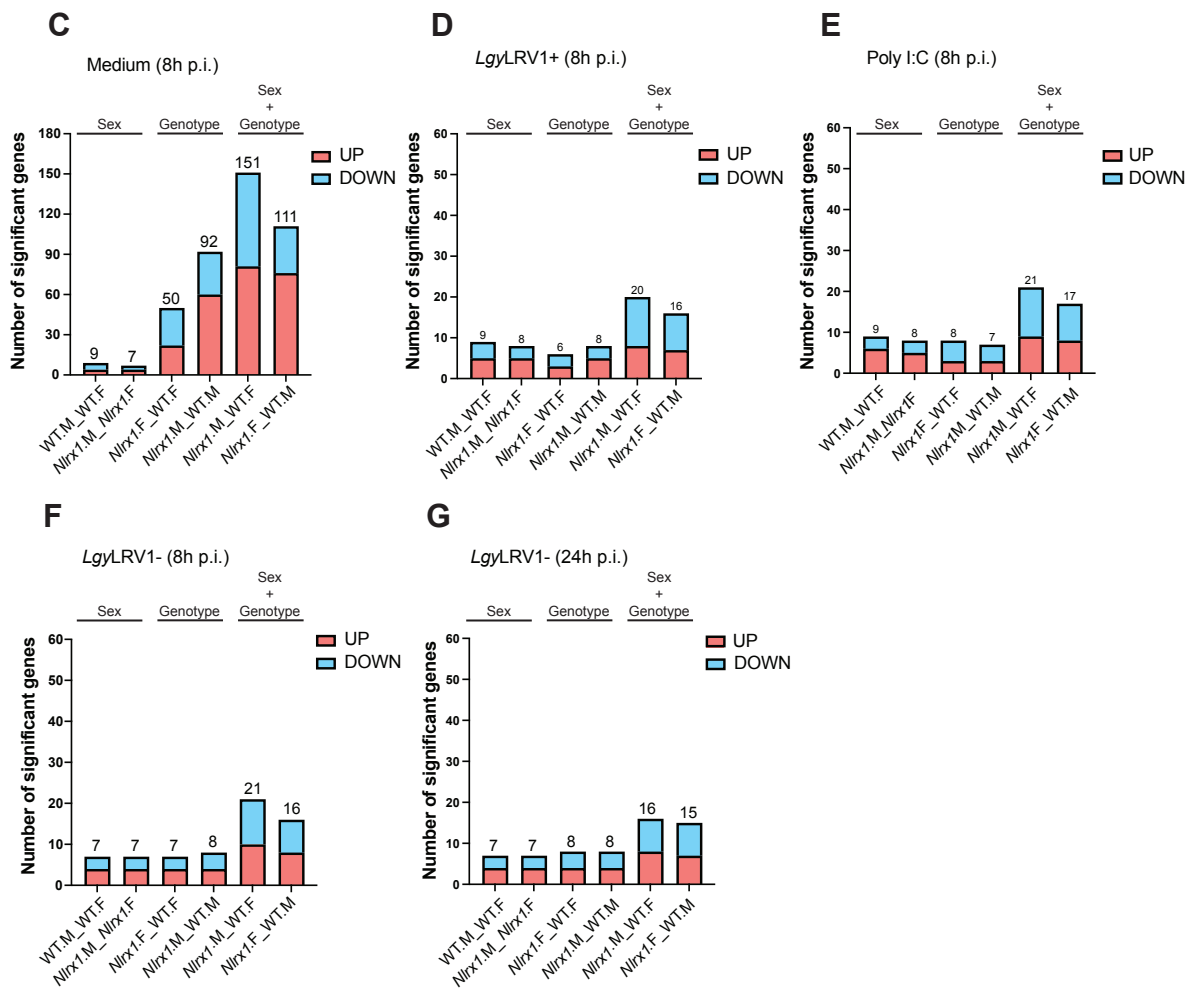 C
Medium (8h p.i.)
Sex
+
Sex Genotype Genotype
Number of significant genes
180
150
120
90
60
30
0
9
7
50
92
151
111
UP
DOWN
WT.M_WT.F
Nlrx1.M_Nlrx1.F
Nlrx1.F_WT.F
Nlrx1.M_WT.M
Nlrx1.M_WT.F
Nlrx1.F_WT.M
D
LgyLRV1+ (8h p.i.)
Sex
+
Sex Genotype Genotype
Number of significant genes
60
50
40
30
20
10
0
9
8
6
8
20
16
UP
DOWN
WT.M_WT.F
Nlrx1.M_Nlrx1.F
Nlrx1.F_WT.F
Nlrx1.M_WT.M
Nlrx1.M_WT.F
Nlrx1.F_WT.M
E
Poly I:C (8h p.i.)
Sex
+
Sex Genotype Genotype
Number of significant genes
60
50
40
30
20
10
0
9
8
8
7
21
17
UP
DOWN
WT.M_WT.F
Nlrx1.M_Nlrx1F
Nlrx1F_WT.F
Nlrx1M_WT.M
Nlrx1.M_WT.F
Nlrx1.F_WT.M
F
LgyLRV1- (8h p.i.)
Sex
+
Sex Genotype Genotype
Number of significant genes
60
50
40
30
20
10
0
7
7
7
8
21
16
UP
DOWN
WT.M_WT.F
Nlrx1.M_Nlrx1.F
Nlrx1.F_WT.F
Nlrx1.M_WT.M
Nlrx1.M_WT.F
Nlrx1.F_WT.M
G
LgyLRV1- (24h p.i.)
Sex
+
Sex Genotype Genotype
Number of significant genes
60
50
40
30
20
10
0
7
7
8
8
16
15
UP
DOWN
WT.M_WT.F
Nlrx1.M_Nlrx1.F
Nlrx1.F_WT.F
Nlrx1.M_WT.M
Nlrx1.M_WT.F
Nlrx1.F_WT.M